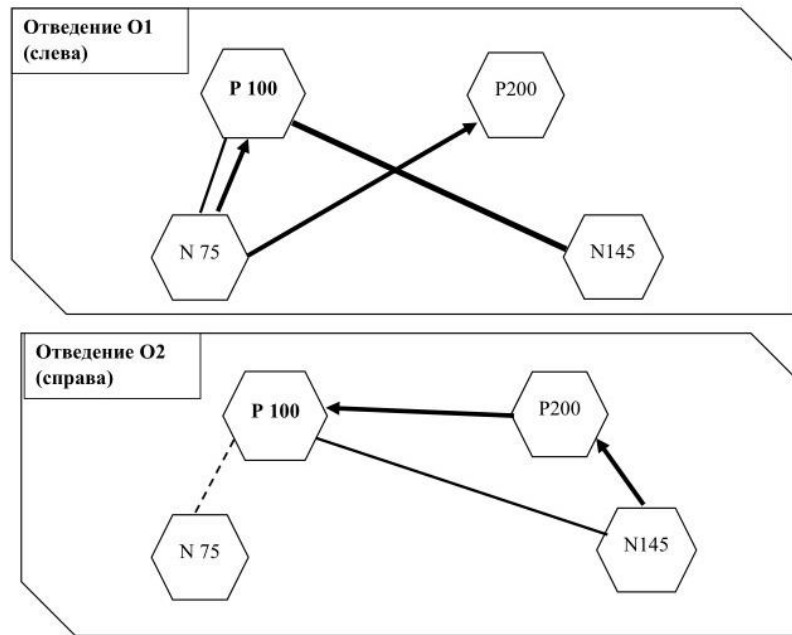 Отведение О1
(слева)
P 100
P200
N 75
N145
Отведение О2
(справа)
P 100
P200
N 75
N145